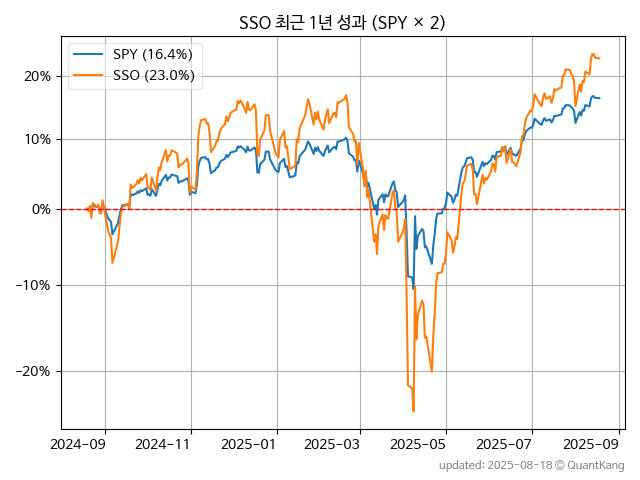 SSO 최근 1년 성과 (SPY × 2)
SPY (16.4%)
SSO (23.0%)
20%
10%
0%
−10%
−20%
2024-09 2024-11 2025-01 2025-03 2025-05 2025-07 2025-09
updated: 2025-08-18 © QuantKang